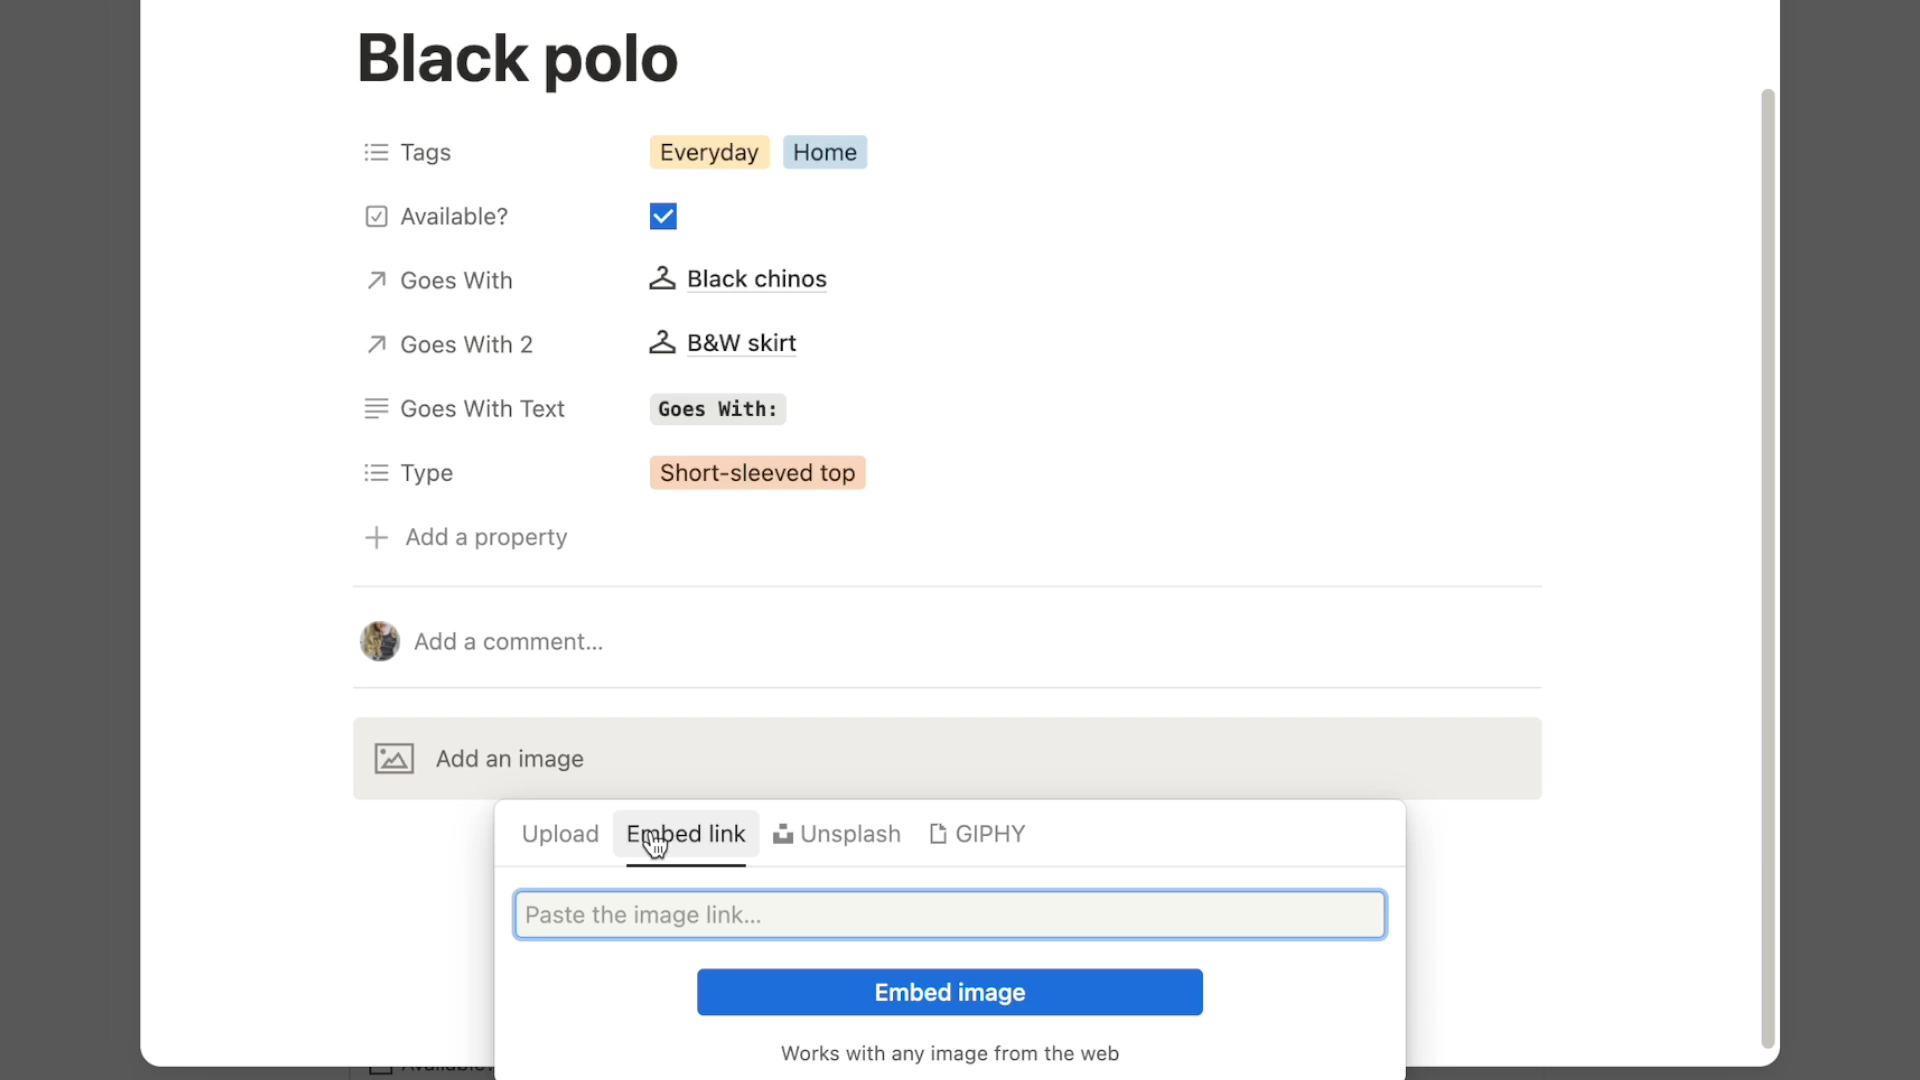 Black polo
Tags Everyday Home
Available?
Goes With Black chinos
Goes With 2 B&W skirt
Goes With Text Goes With:
Type Short-sleeved top
Add a property
Add a comment...
Add an image
Upload Embed link Unsplash GIPHY
Paste the image link...
Embed image
Works with any image from the web
Available?